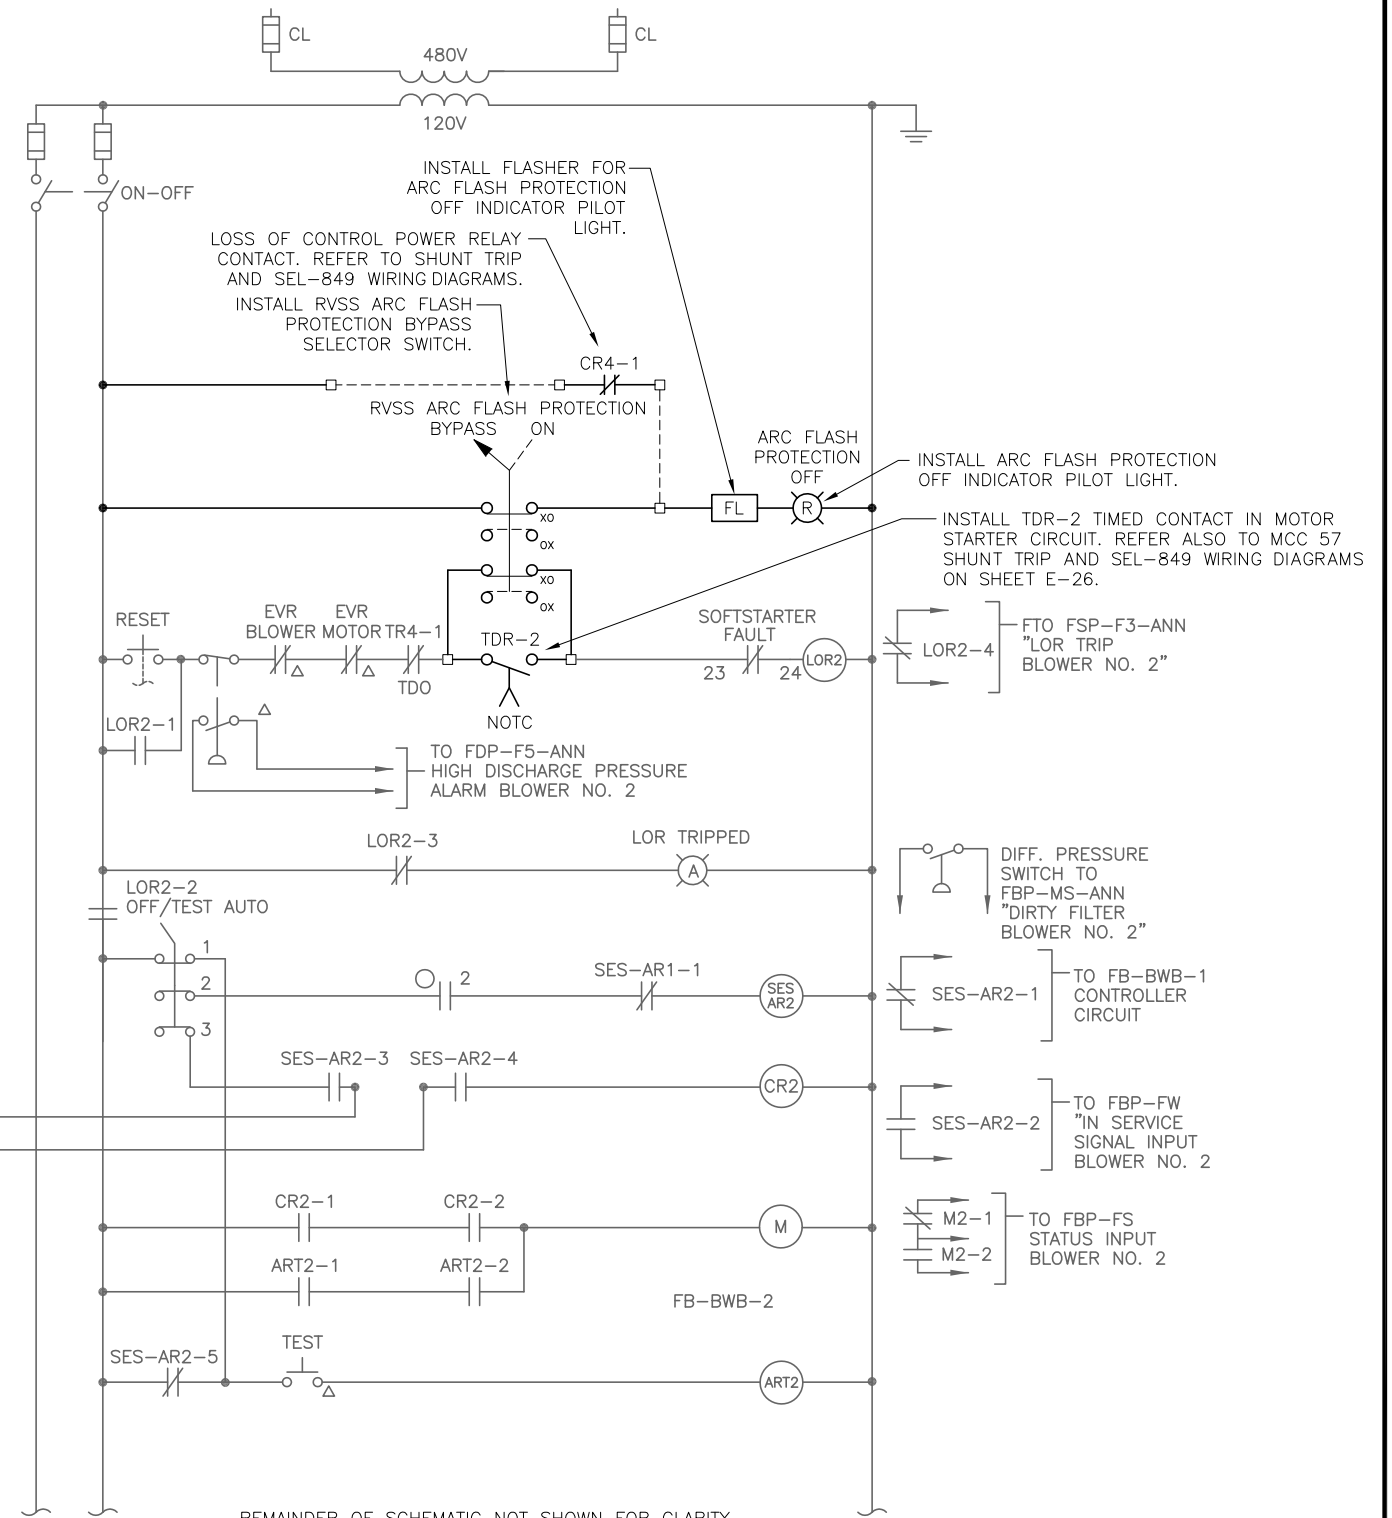 CL
CL
480V
120V
ON-OFF
INSTALL FLASHER FOR
ARC FLASH PROTECTION
OFF INDICATOR PILOT
LIGHT.
LOSS OF CONTROL POWER RELAY
CONTACT. REFER TO SHUNT TRIP
AND SEL-849 WIRING DIAGRAMS.
INSTALL RVSS ARC FLASH
PROTECTION BYPASS
SELECTOR SWITCH.
CR4-1
RVSS ARC FLASH PROTECTION
BYPASS ON
ARC FLASH
PROTECTION
OFF
INSTALL ARC FLASH PROTECTION
OFF INDICATOR PILOT LIGHT.
FL
R
XO
OX
XO
OX
INSTALL TDR-2 TIMED CONTACT IN MOTOR
STARTER CIRCUIT. REFER ALSO TO MCC 57
SHUNT TRIP AND SEL-849 WIRING DIAGRAMS
ON SHEET E-26.
RESET
EVR
BLOWER
EVR
MOTOR
TR4-1
TDO
TDR-2
NOTC
SOFTSTARTER
FAULT
23
24
LOR2
LOR2-4
FTO FSP-F3-ANN
"LOR TRIP
BLOWER NO. 2"
LOR2-1
TO FDP-F5-ANN
HIGH DISCHARGE PRESSURE
ALARM BLOWER NO. 2
LOR2-3
LOR TRIPPED
A
DIFF. PRESSURE
SWITCH TO
FBP-MS-ANN
"DIRTY FILTER
BLOWER NO. 2"
LOR2-2
OFF/TEST AUTO
1
2
3
2
SES-AR1-1
SES
AR2
SES-AR2-1
TO FB-BWB-1
CONTROLLER
CIRCUIT
SES-AR2-3
SES-AR2-4
CR2
SES-AR2-2
TO FBP-FW
"IN SERVICE
SIGNAL INPUT
BLOWER NO. 2
CR2-1
CR2-2
M
M2-1
M2-2
TO FBP-FS
STATUS INPUT
BLOWER NO. 2
ART2-1
ART2-2
FB-BWB-2
SES-AR2-5
TEST
ART2
REMAINDER OF SCHEMATIC NOT SHOWN FOR CLARITY